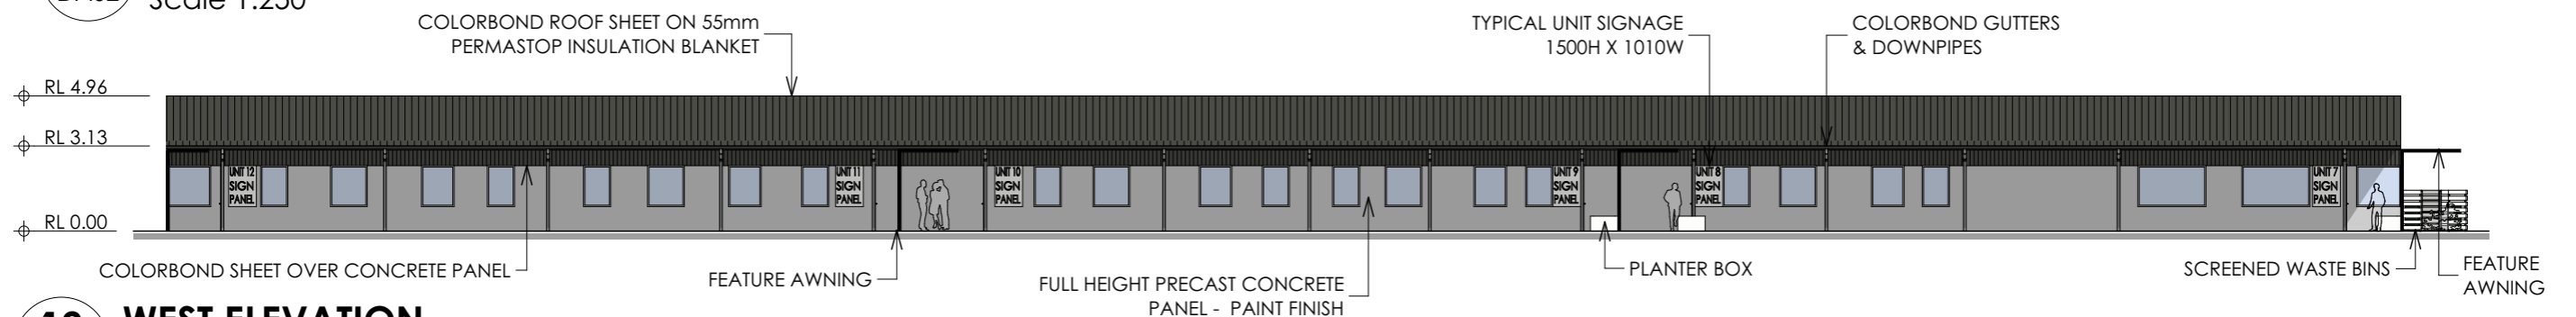 Scale 1:250
COLORBOND ROOF SHEET ON 55mm
PERMASTOP INSULATION BLANKET
TYPICAL UNIT SIGNAGE
1500H X 1010W
COLORBOND GUTTERS
& DOWNPIPES
RL 4.96
RL 3.13
RL 0.00
UNIT 12
SIGN
PANEL
UNIT 11
SIGN
PANEL
UNIT 10
SIGN
PANEL
UNIT 9
SIGN
PANEL
UNIT 8
SIGN
PANEL
UNIT 7
SIGN
PANEL
COLORBOND SHEET OVER CONCRETE PANEL
FEATURE AWNING
FULL HEIGHT PRECAST CONCRETE
PANEL - PAINT FINISH
PLANTER BOX
SCREENED WASTE BINS
FEATURE
AWNING
WEST ELEVATION